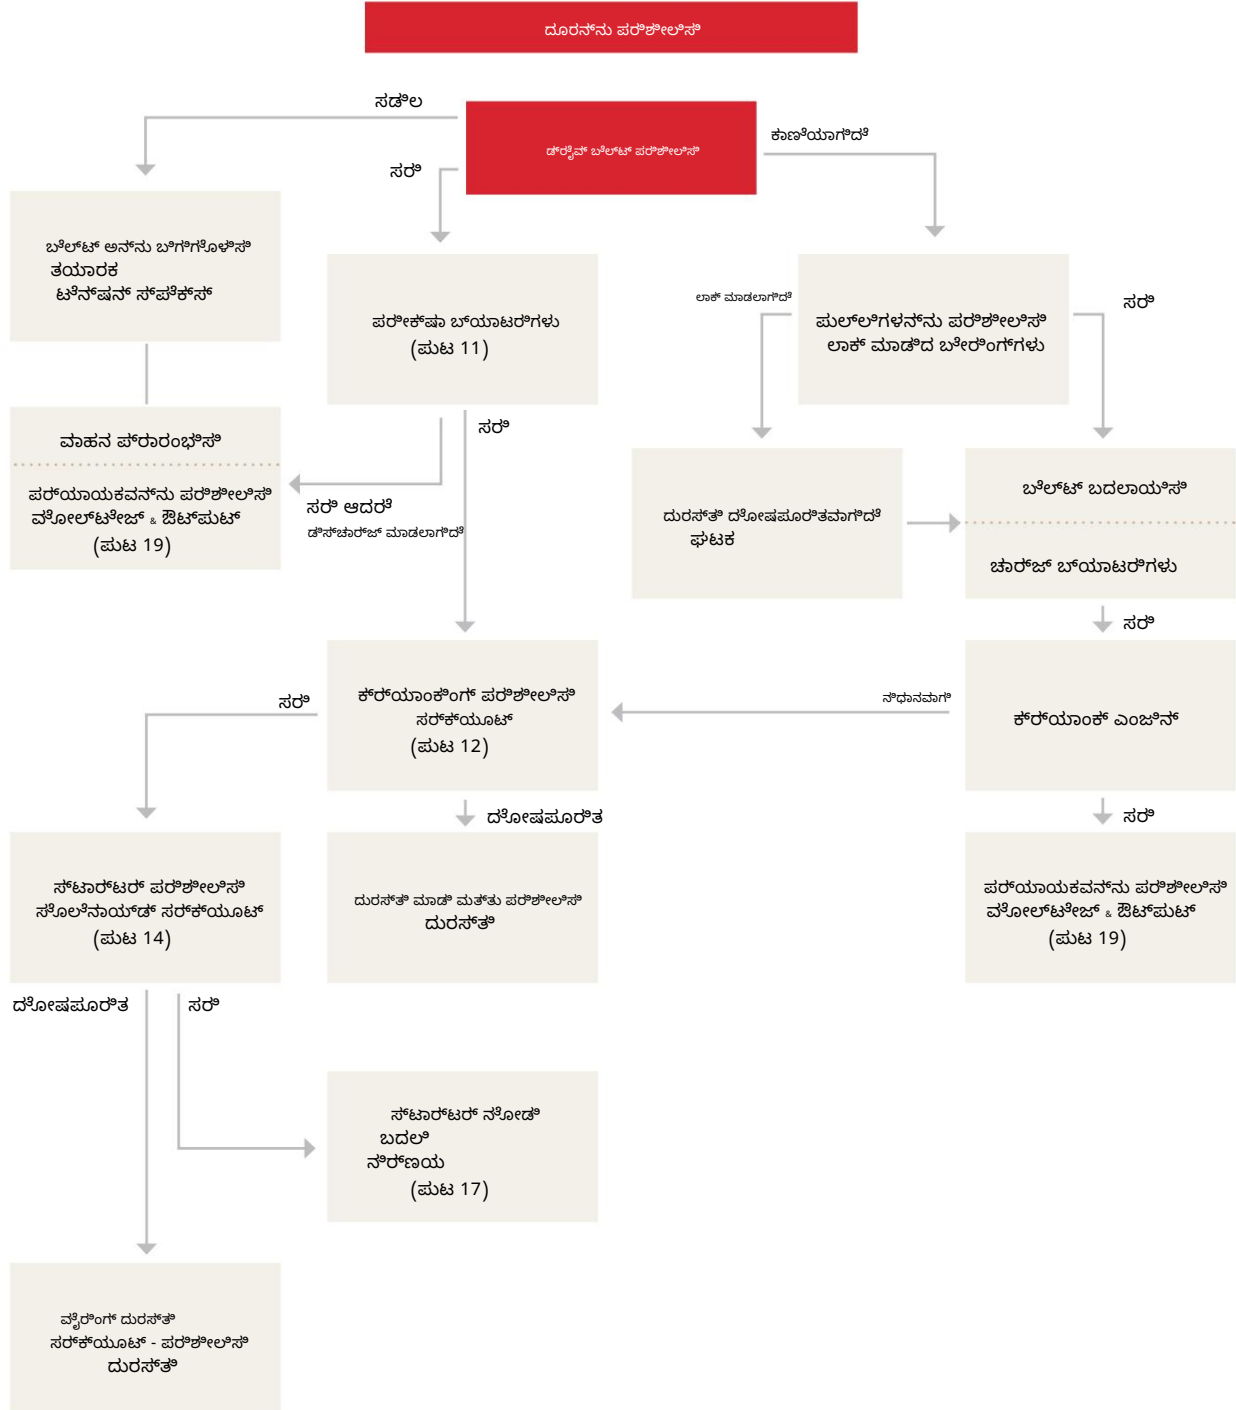 ದೂರನ್ನು ಪರಿಶೀಲಿಸಿ
ಸಡಿಲ
ಡ್ರೈವ್ ಬೆಲ್ಟ್ ಪರಿಶೀಲಿಸಿ
ಕಾಣೆಯಾಗಿದೆ
ಸರಿ
ಬೆಲ್ಟ್ ಅನ್ನು ಬಿಗಿಗೊಳಿಸಿ
ತಯಾರಕ
ಟೆನ್ಷನ್ ಸ್ಪೆಕ್ಸ್
ಪರೀಕ್ಷಾ ಬ್ಯಾಟರಿಗಳು
(ಪುಟ 11)
ಲಾಕ್ ಮಾಡಲಾಗಿದೆ
ಪುಲ್ಲಿಗಳನ್ನು ಪರಿಶೀಲಿಸಿ
ಲಾಕ್ ಮಾಡಿದ ಬೇರಿಂಗ್‌ಗಳು
ಸರಿ
ವಾಹನ ಪ್ರಾರಂಭಿಸಿ
ಪರ್ಯಾಯಕವನ್ನು ಪರಿಶೀಲಿಸಿ
ವೋಲ್ಟೇಜ್ & ಔಟ್‌ಪುಟ್
(ಪುಟ 19)
ಸರಿ
ಸರಿ ಆದರೆ
ಡಿಸ್ಚಾರ್ಜ್ ಮಾಡಲಾಗಿದೆ
ದುರಸ್ತಿ ದೋಷಪೂರಿತವಾಗಿದೆ
ಘಟಕ
ಬೆಲ್ಟ್ ಬದಲಾಯಿಸಿ
ಚಾರ್ಜ್ ಬ್ಯಾಟರಿಗಳು
ಸರಿ
ಸರಿ
ಕ್ರ್ಯಾಂಕಿಂಗ್ ಪರಿಶೀಲಿಸಿ
ಸರ್ಕ್ಯೂಟ್
(ಪುಟ 12)
ನಿಧಾನವಾಗಿ
ಕ್ರ್ಯಾಂಕ್ ಎಂಜಿನ್
ದೋಷಪೂರಿತ
ಸರಿ
ಸ್ಟಾರ್ಟರ್ ಪರಿಶೀಲಿಸಿ
ಸೊಲೆನಾಯ್ಡ್ ಸರ್ಕ್ಯೂಟ್
(ಪುಟ 14)
ದುರಸ್ತಿ ಮಾಡಿ ಮತ್ತು ಪರಿಶೀಲಿಸಿ
ದುರಸ್ತಿ
ಪರ್ಯಾಯಕವನ್ನು ಪರಿಶೀಲಿಸಿ
ವೋಲ್ಟೇಜ್ & ಔಟ್‌ಪುಟ್
(ಪುಟ 19)
ದೋಷಪೂರಿತ
ಸರಿ
ಸ್ಟಾರ್ಟರ್ ನೋಡಿ
ಬದಲಿ
ನಿರ್ಣಯ
(ಪುಟ 17)
ವೈರಿಂಗ್ ದುರಸ್ತಿ
ಸರ್ಕ್ಯೂಟ್ - ಪರಿಶೀಲಿಸಿ
ದುರಸ್ತಿ